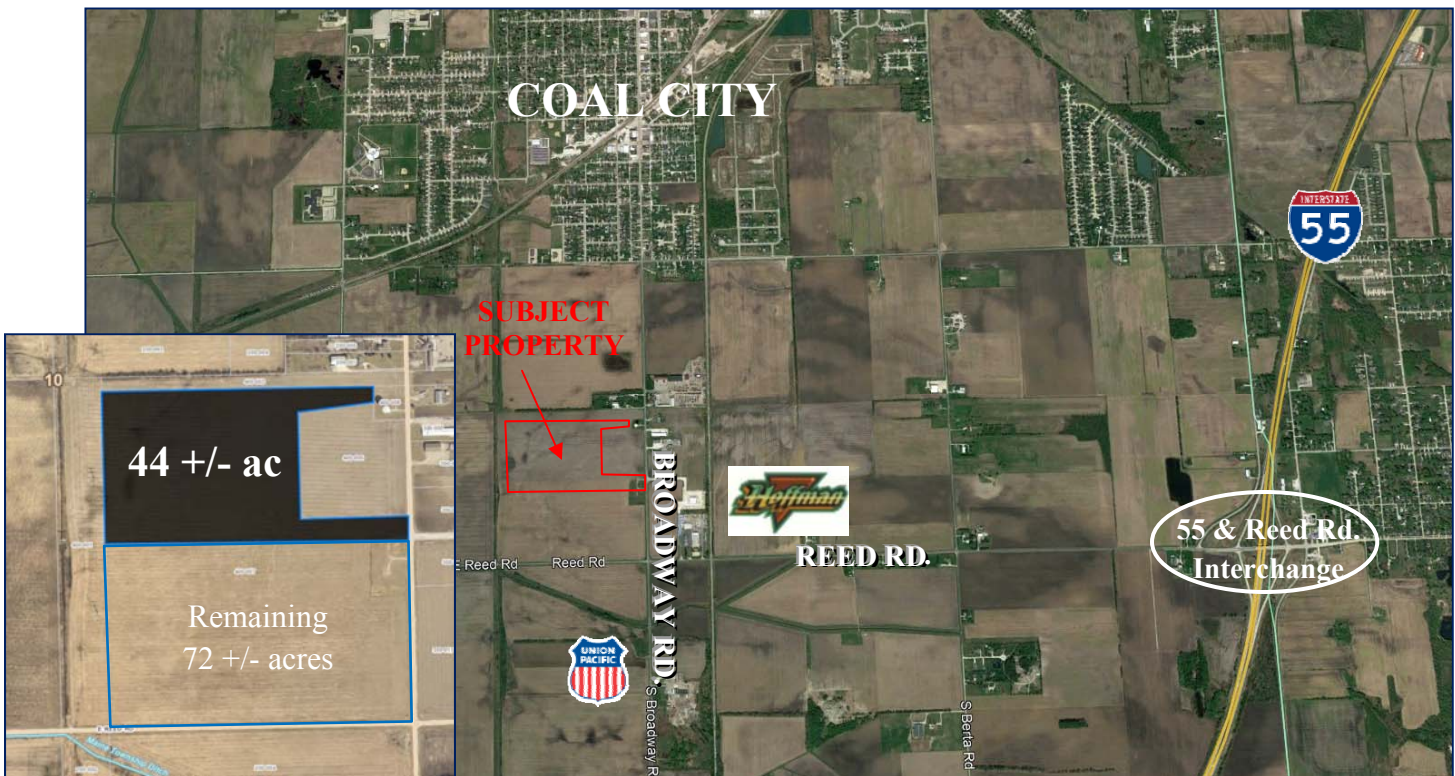 COAL CITY
INTERSTATE
55
SUBJECT
PROPERTY
10
44 +/- ac
Remaining
72 +/- acres
E REED RD
BROADWAY RD.
Hoffman
REED RD.
E Reed Rd
Reed Rd
55 & Reed Rd.
Interchange
UNION
PACIFIC
S Broadway R
S Berta Rd